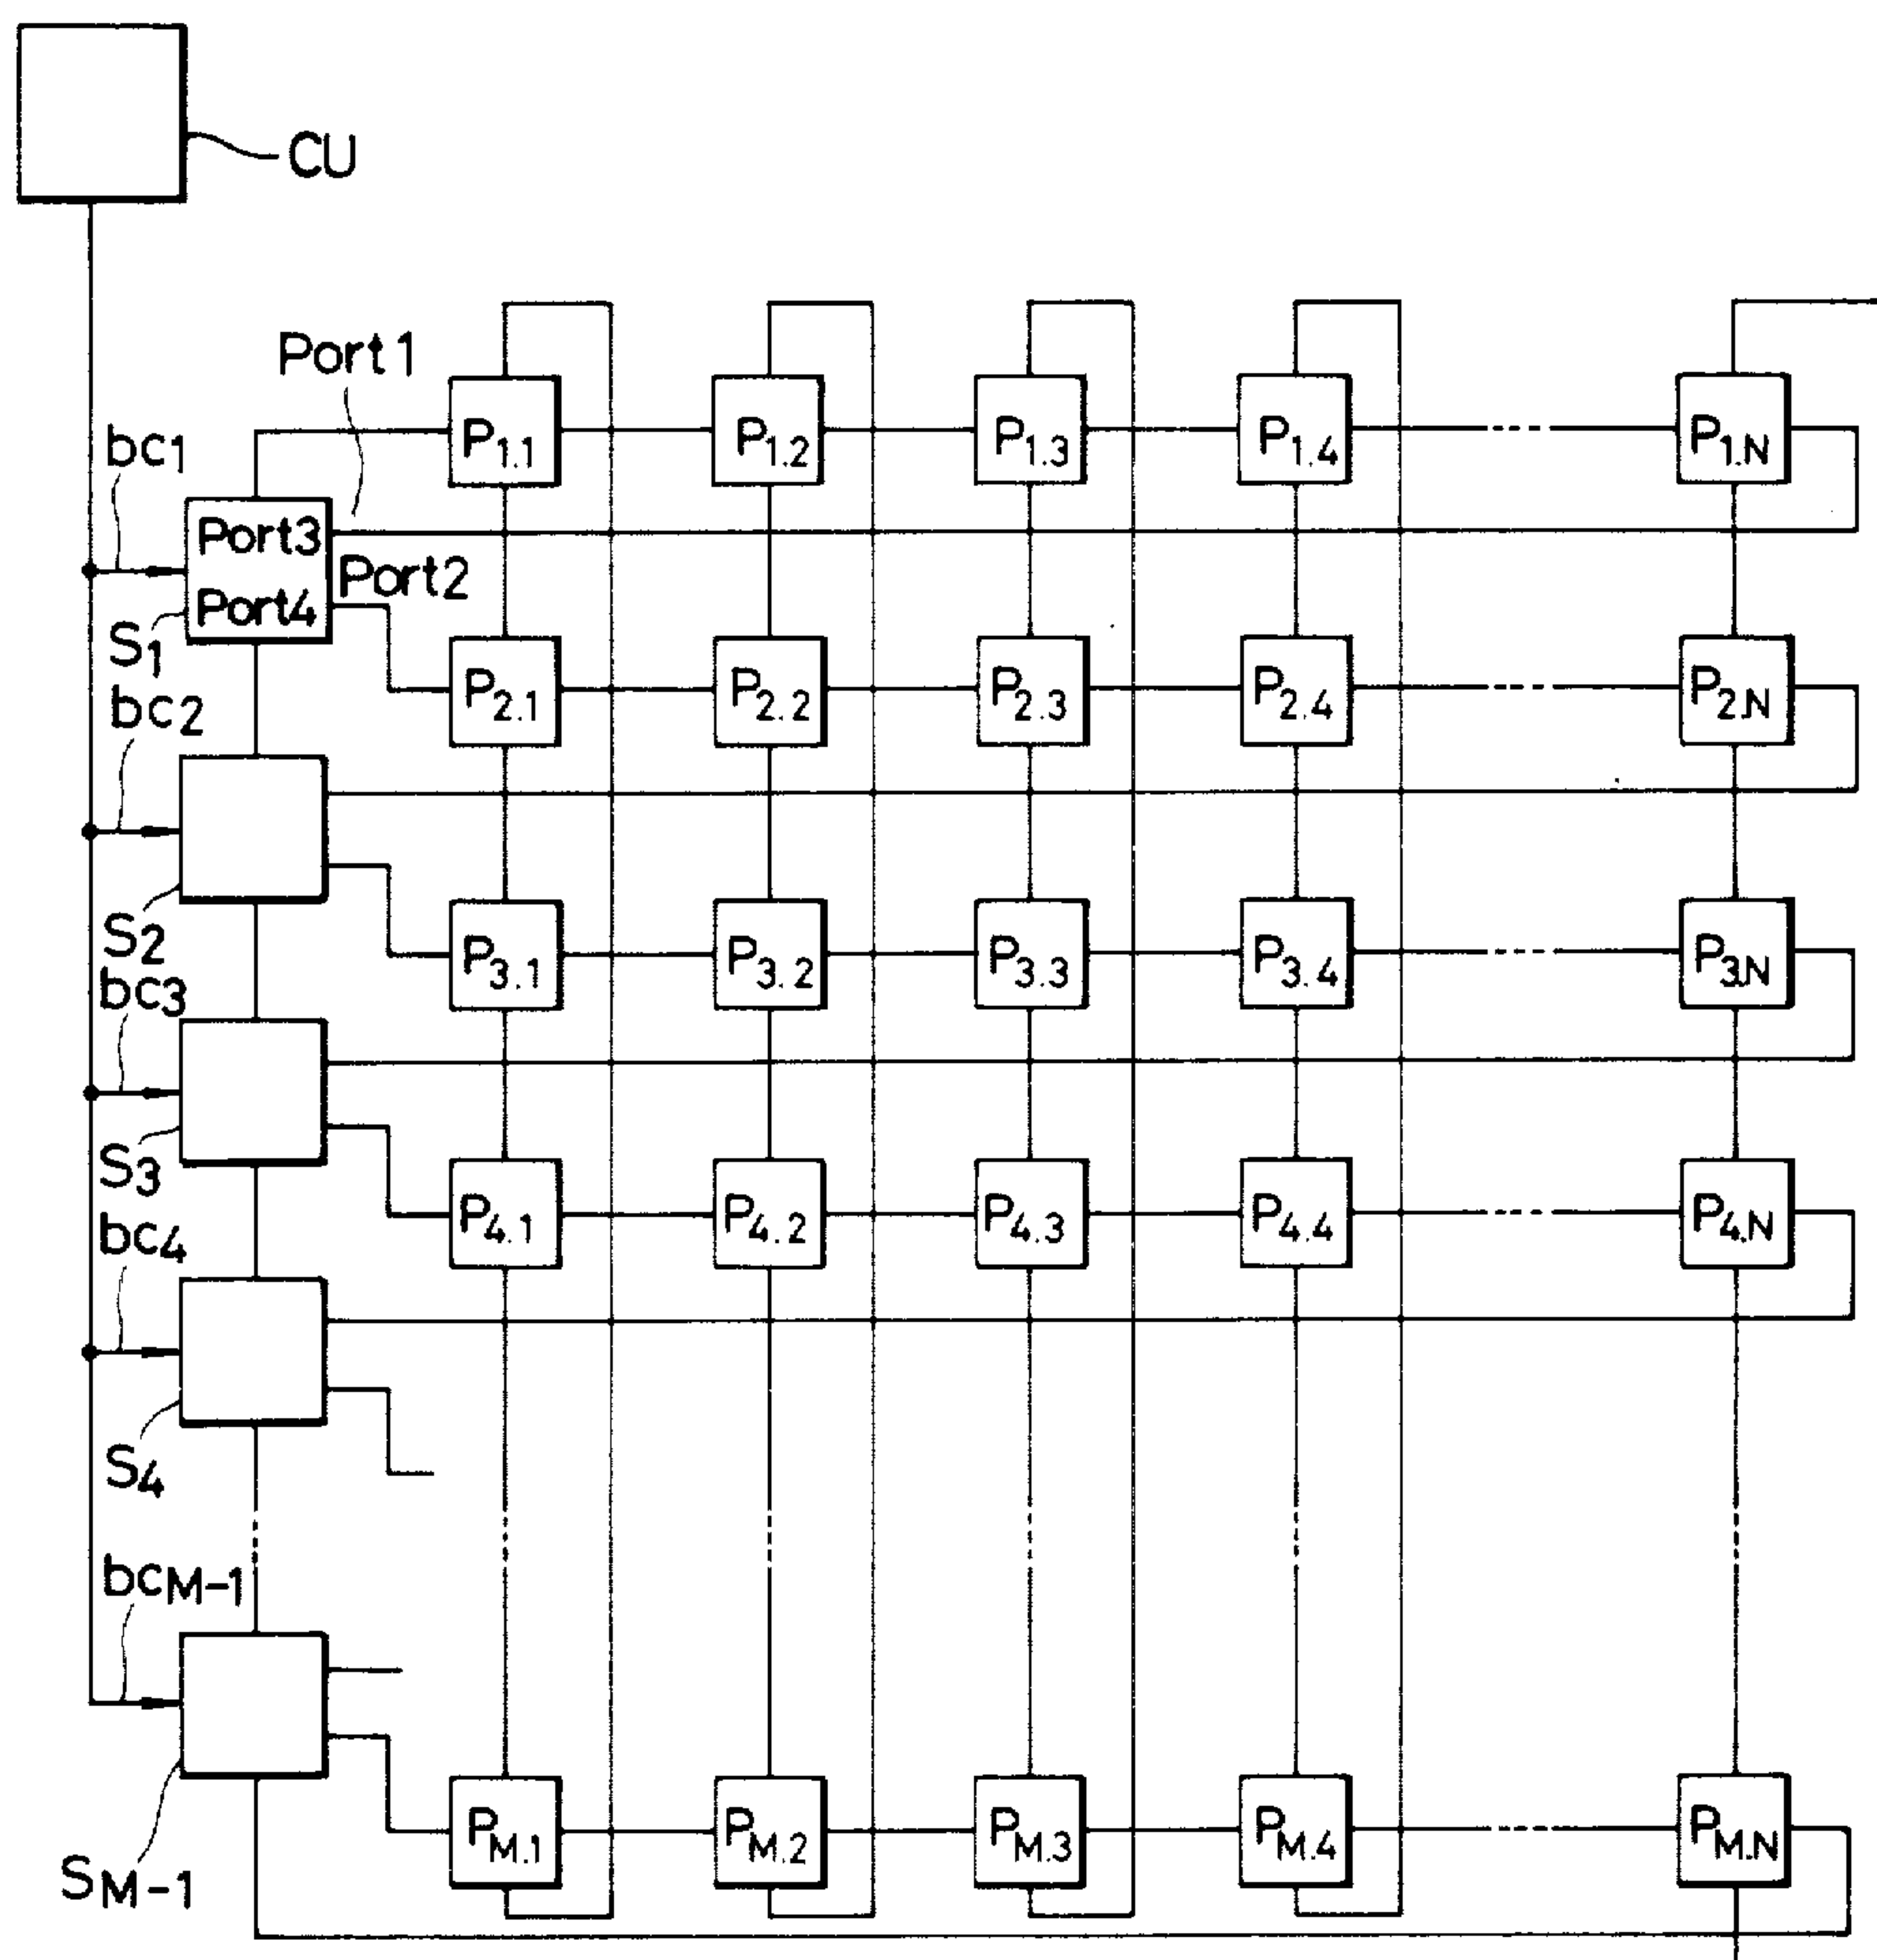 CU
Port1
bc1
P1.1 P1.2 P1.3 P1.4 P1.N
Port3
Port2
Port4
S1
bc2
P2.1 P2.2 P2.3 P2.4 P2.N
S2
bc3
P3.1 P3.2 P3.3 P3.4 P3.N
S3
bc4
P4.1 P4.2 P4.3 P4.4 P4.N
S4
bcM-1
PM.1 PM.2 PM.3 PM.4 PM.N
SM-1